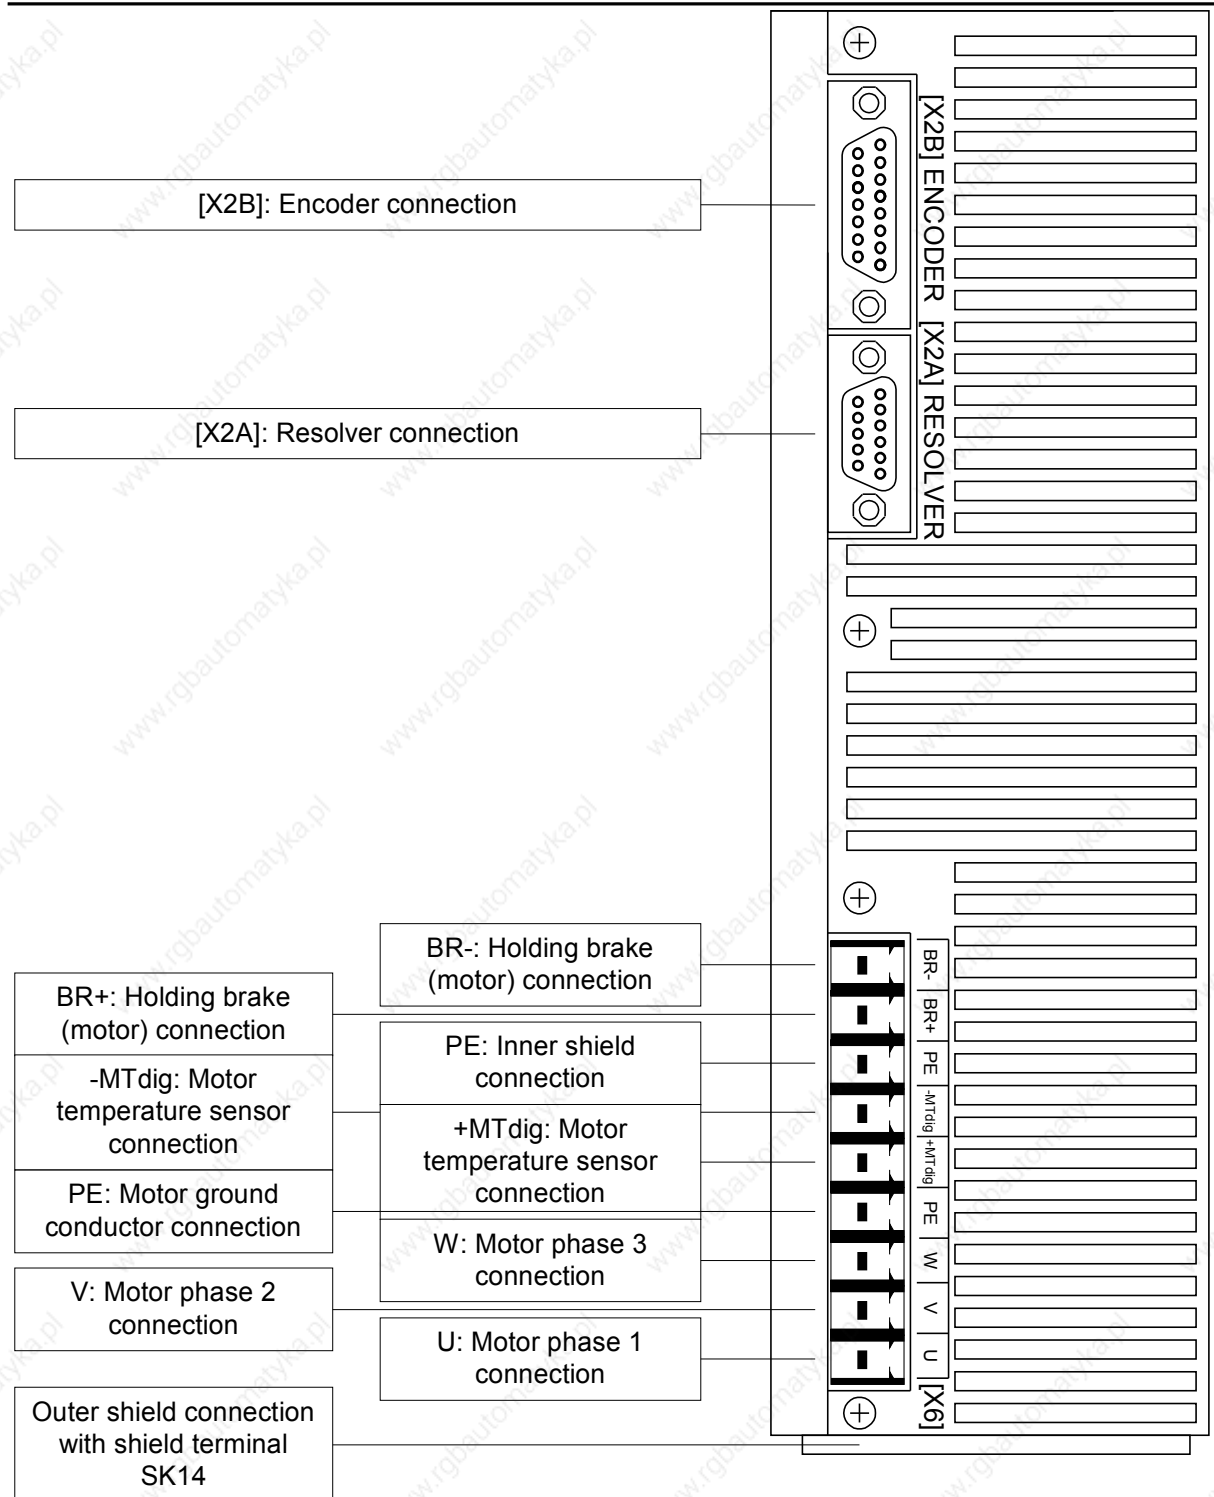 [X2B] ENCODER
[X2B]: Encoder connection
[X2A] RESOLVER
[X2A]: Resolver connection
BR-: Holding brake
(motor) connection
BR+: Holding brake
(motor) connection
PE: Inner shield
connection
-MTdig: Motor
temperature sensor
connection
+MTdig: Motor
temperature sensor
connection
PE: Motor ground
conductor connection
W: Motor phase 3
connection
V: Motor phase 2
connection
U: Motor phase 1
connection
Outer shield connection
with shield terminal
SK14
BR-
BR+
PE
-MTdig
+MTdig
PE
W
V
U
[X6]
www.rgbautomatyka.pl